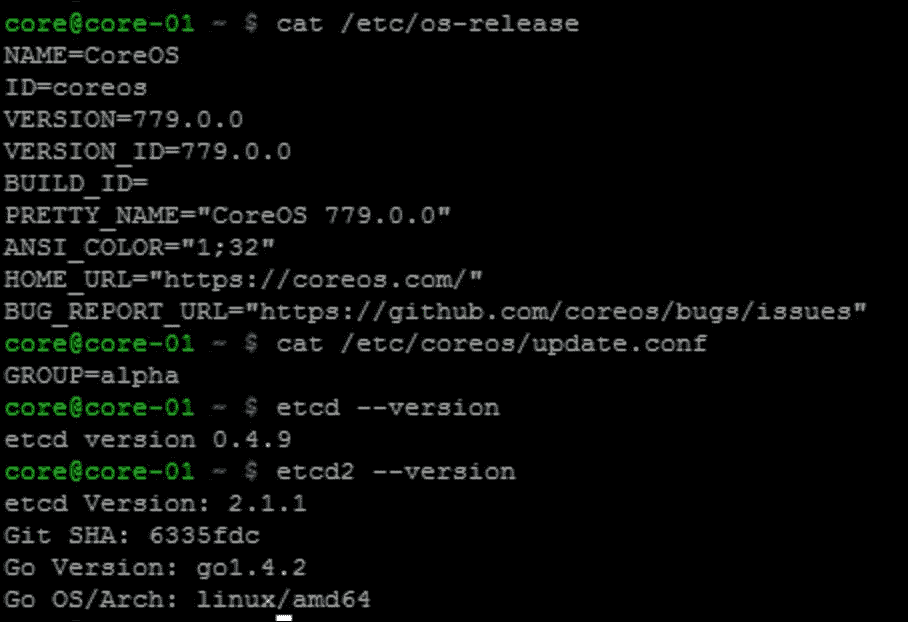 core@core-01 ~ $ cat /etc/os-release
NAME=CoreOS
ID=coreos
VERSION=779.0.0
VERSION_ID=779.0.0
BUILD_ID=
PRETTY_NAME="CoreOS 779.0.0"
ANSI_COLOR="1;32"
HOME_URL="https://coreos.com/"
BUG_REPORT_URL="https://github.com/coreos/bugs/issues"
core@core-01 ~ $ cat /etc/coreos/update.conf
GROUP=alpha
core@core-01 ~ $ etcd --version
etcd version 0.4.9
core@core-01 ~ $ etcd2 --version
etcd Version: 2.1.1
Git SHA: 6335fdc
Go Version: go1.4.2
Go OS/Arch: linux/amd64